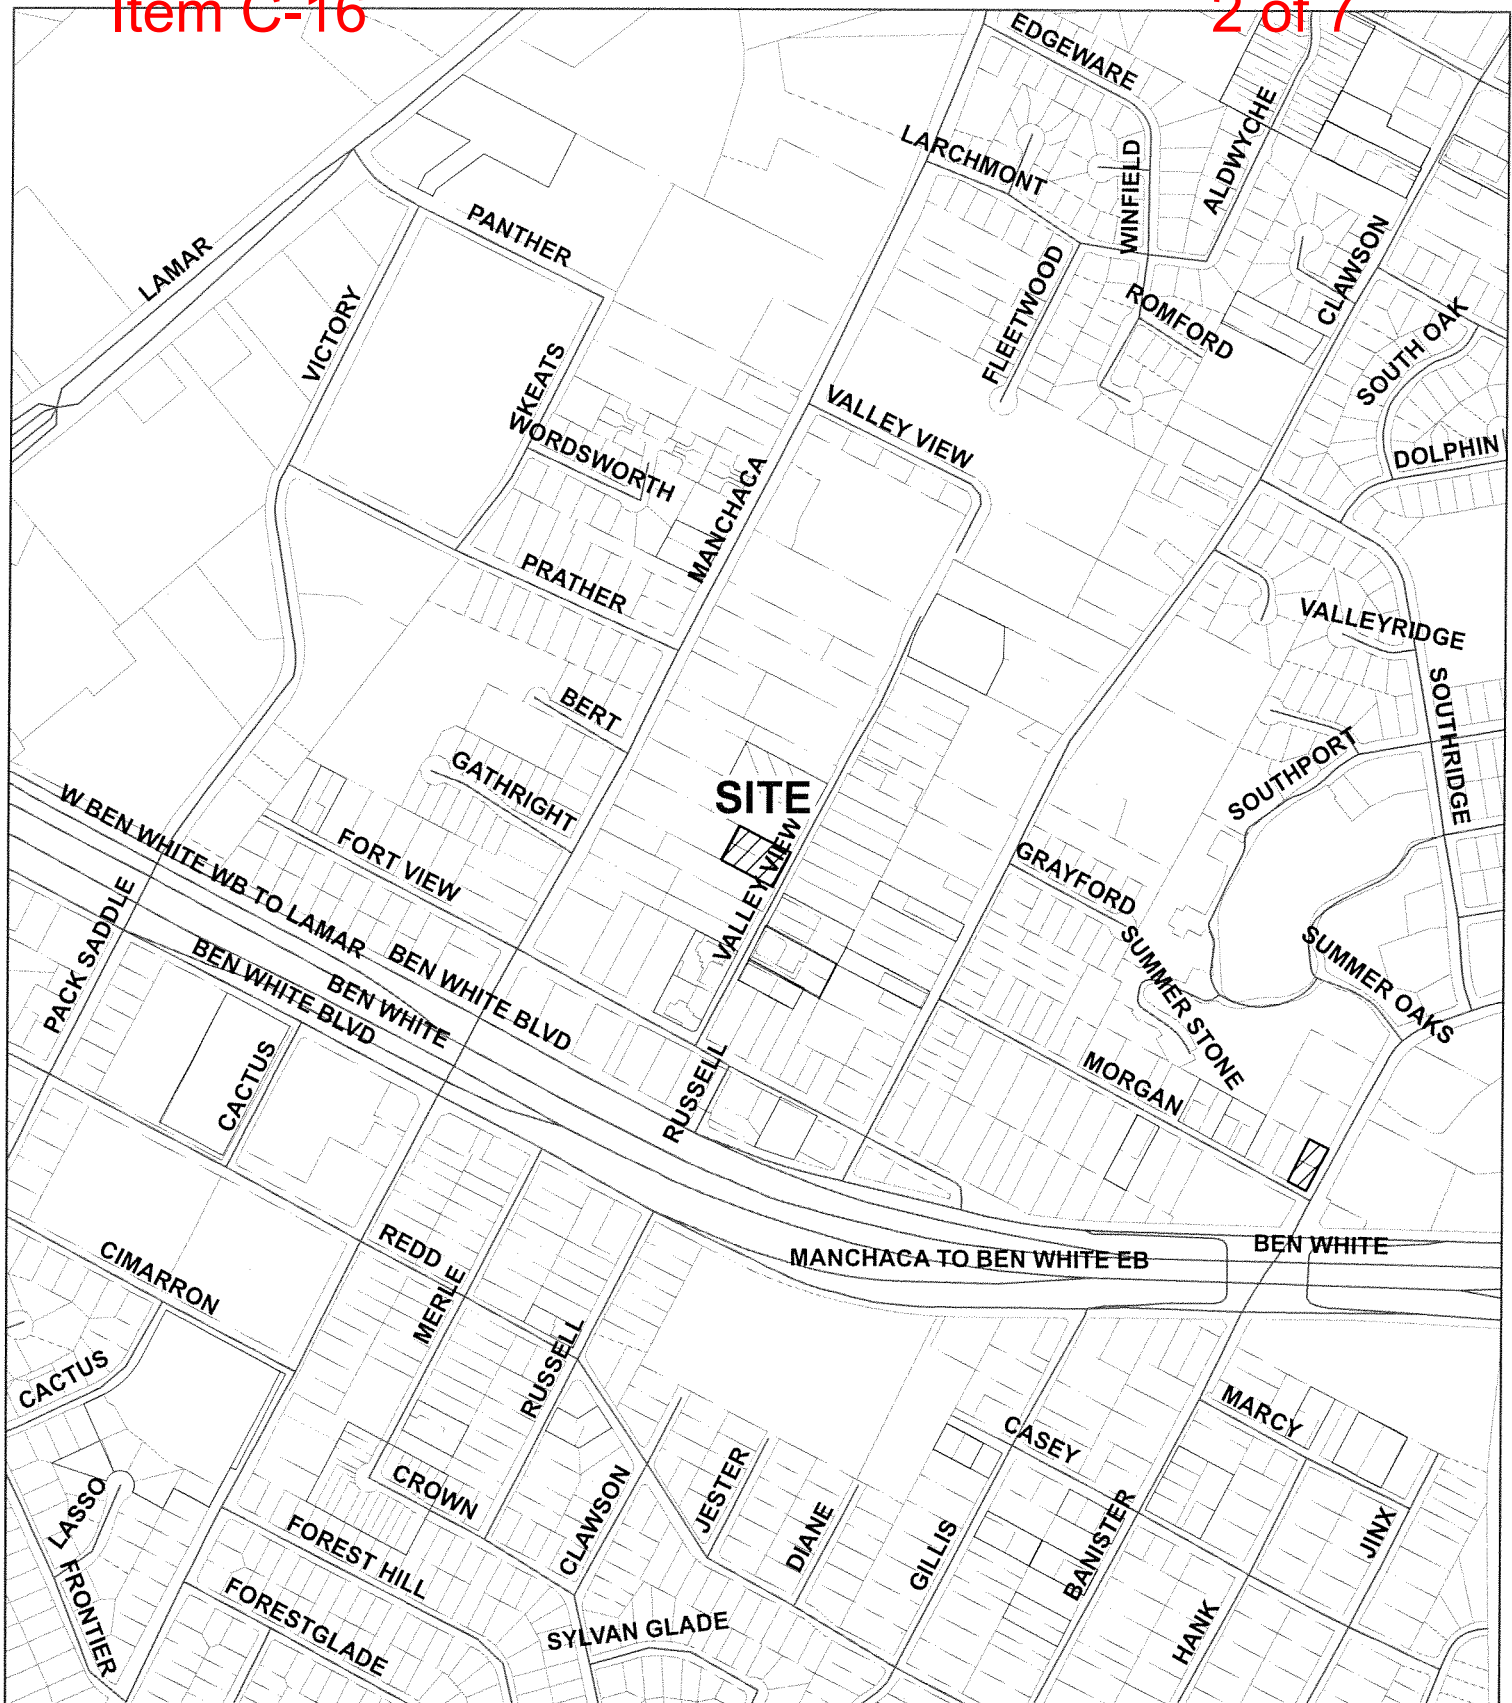 Item C-16
2 of 7
EDGEWARE
LARCHMONT
WINFIELD
ALDWYCHE
LAMAR
PANTHER
VICTORY
SKEATS
WORDSWORTH
FLEETWOOD
ROMFORD
CLAWSON
SOUTH OAK
DOLPHIN
VALLEY VIEW
MANCHACA
PRATHER
VALLEYRIDGE
SOUTHRIDGE
BERT
GATHRIGHT
SITE
SOUTHPORT
VALLEY VIEW
W BEN WHITE WB TO LAMAR
FORT VIEW
GRAYFORD
SUMMER STONE
SUMMER OAKS
PACK SADDLE
BEN WHITE BLVD
BEN WHITE
BEN WHITE BLVD
CACTUS
RUSSELL
MORGAN
CIMARRON
REDD
MERLE
RUSSELL
MANCHACA TO BEN WHITE EB
BEN WHITE
CACTUS
MARCY
CASEY
LASSO
FRONTIER
CROWN
CLAWSON
JESTER
DIANE
GILLIS
BANISTER
JINX
HANK
FOREST HILL
FORESTGLADE
SYLVAN GLADE